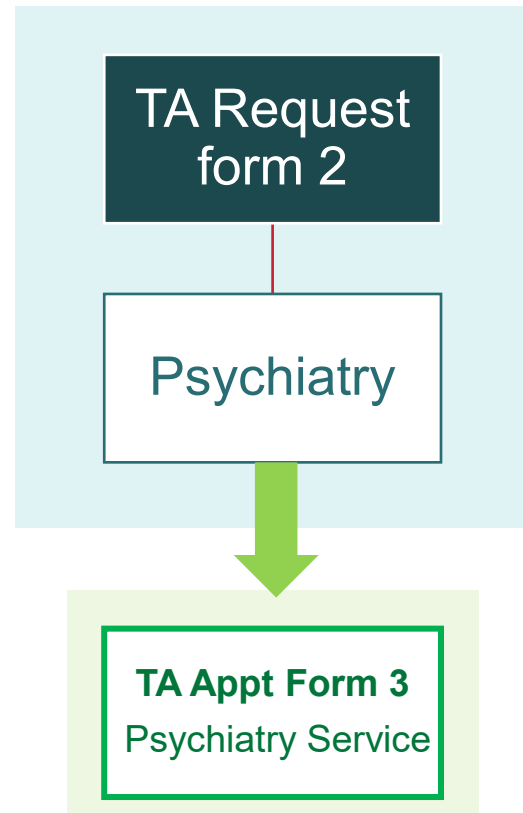 TA Request
form 2
Psychiatry
TA Appt Form 3
Psychiatry Service